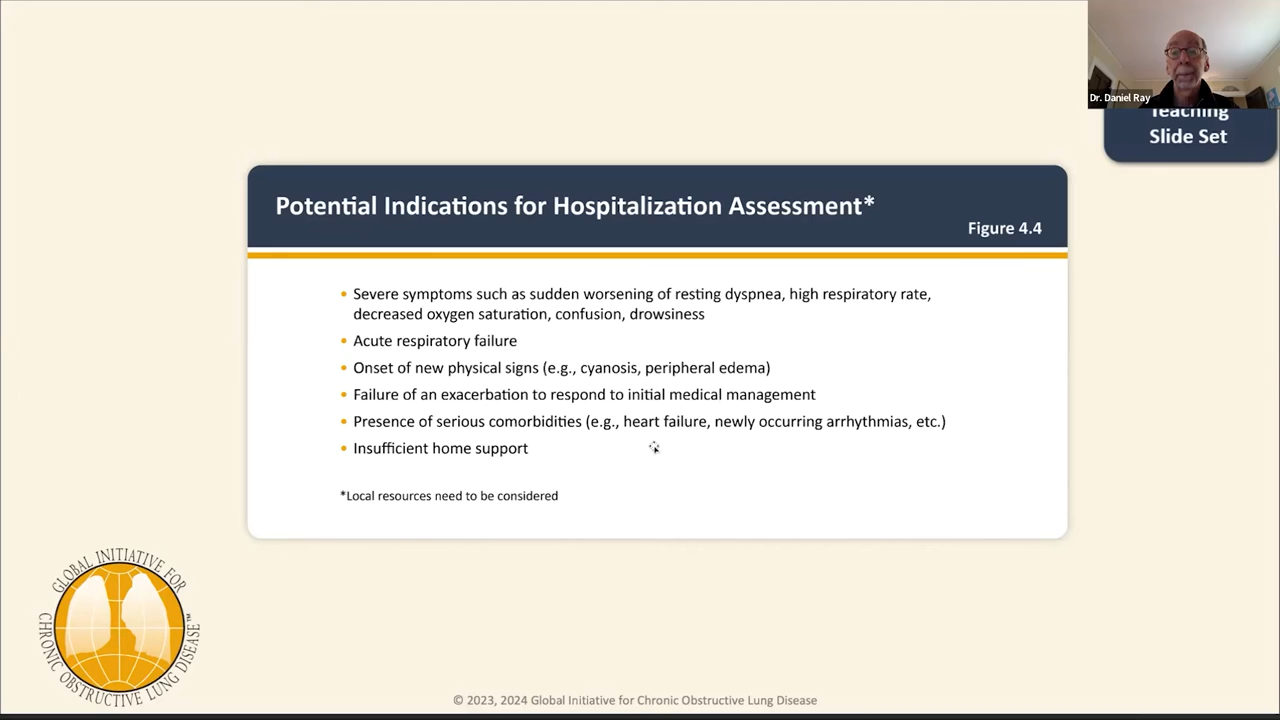 Dr. Daniel Ray
Teaching
Slide Set
Potential Indications for Hospitalization Assessment*
Figure 4.4
• Severe symptoms such as sudden worsening of resting dyspnea, high respiratory rate,
decreased oxygen saturation, confusion, drowsiness
• Acute respiratory failure
• Onset of new physical signs (e.g., cyanosis, peripheral edema)
• Failure of an exacerbation to respond to initial medical management
• Presence of serious comorbidities (e.g., heart failure, newly occurring arrhythmias, etc.)
• Insufficient home support
*Local resources need to be considered
GLOBAL INITIATIVE FOR
CHRONIC OBSTRUCTIVE LUNG DISEASE™
© 2023, 2024 Global Initiative for Chronic Obstructive Lung Disease